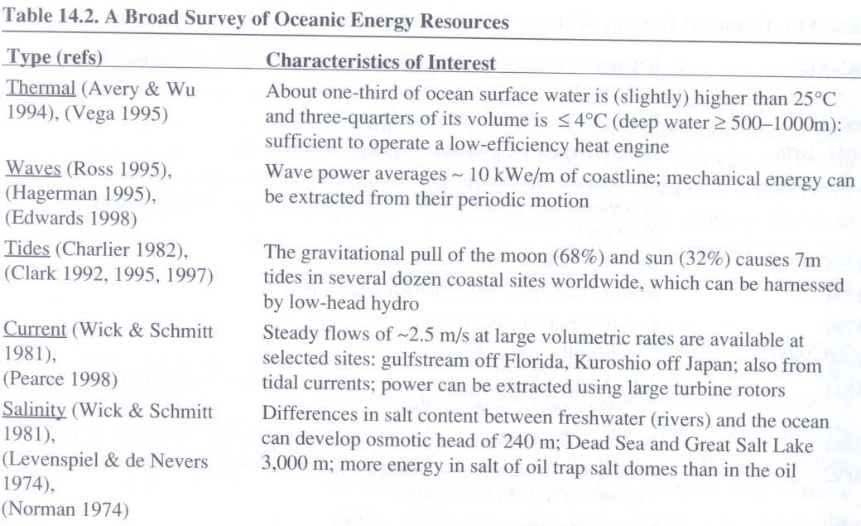 Table 14.2. A Broad Survey of Oceanic Energy Resources
Type (refs) Characteristics of Interest
Thermal (Avery & Wu
1994), (Vega 1995)
About one-third of ocean surface water is (slightly) higher than 25°C
and three-quarters of its volume is ≤ 4°C (deep water ≥ 500–1000m):
sufficient to operate a low-efficiency heat engine
Waves (Ross 1995),
(Hagerman 1995),
(Edwards 1998)
Wave power averages ~ 10 kWe/m of coastline; mechanical energy can
be extracted from their periodic motion
Tides (Charlier 1982),
(Clark 1992, 1995, 1997)
The gravitational pull of the moon (68%) and sun (32%) causes 7m
tides in several dozen coastal sites worldwide, which can be harnessed
by low-head hydro
Current (Wick & Schmitt
1981),
(Pearce 1998)
Steady flows of ~2.5 m/s at large volumetric rates are available at
selected sites: gulfstream off Florida, Kuroshio off Japan; also from
tidal currents; power can be extracted using large turbine rotors
Salinity (Wick & Schmitt
1981),
(Levenspiel & de Nevers
1974),
(Norman 1974)
Differences in salt content between freshwater (rivers) and the ocean
can develop osmotic head of 240 m; Dead Sea and Great Salt Lake
3,000 m; more energy in salt of oil trap salt domes than in the oil